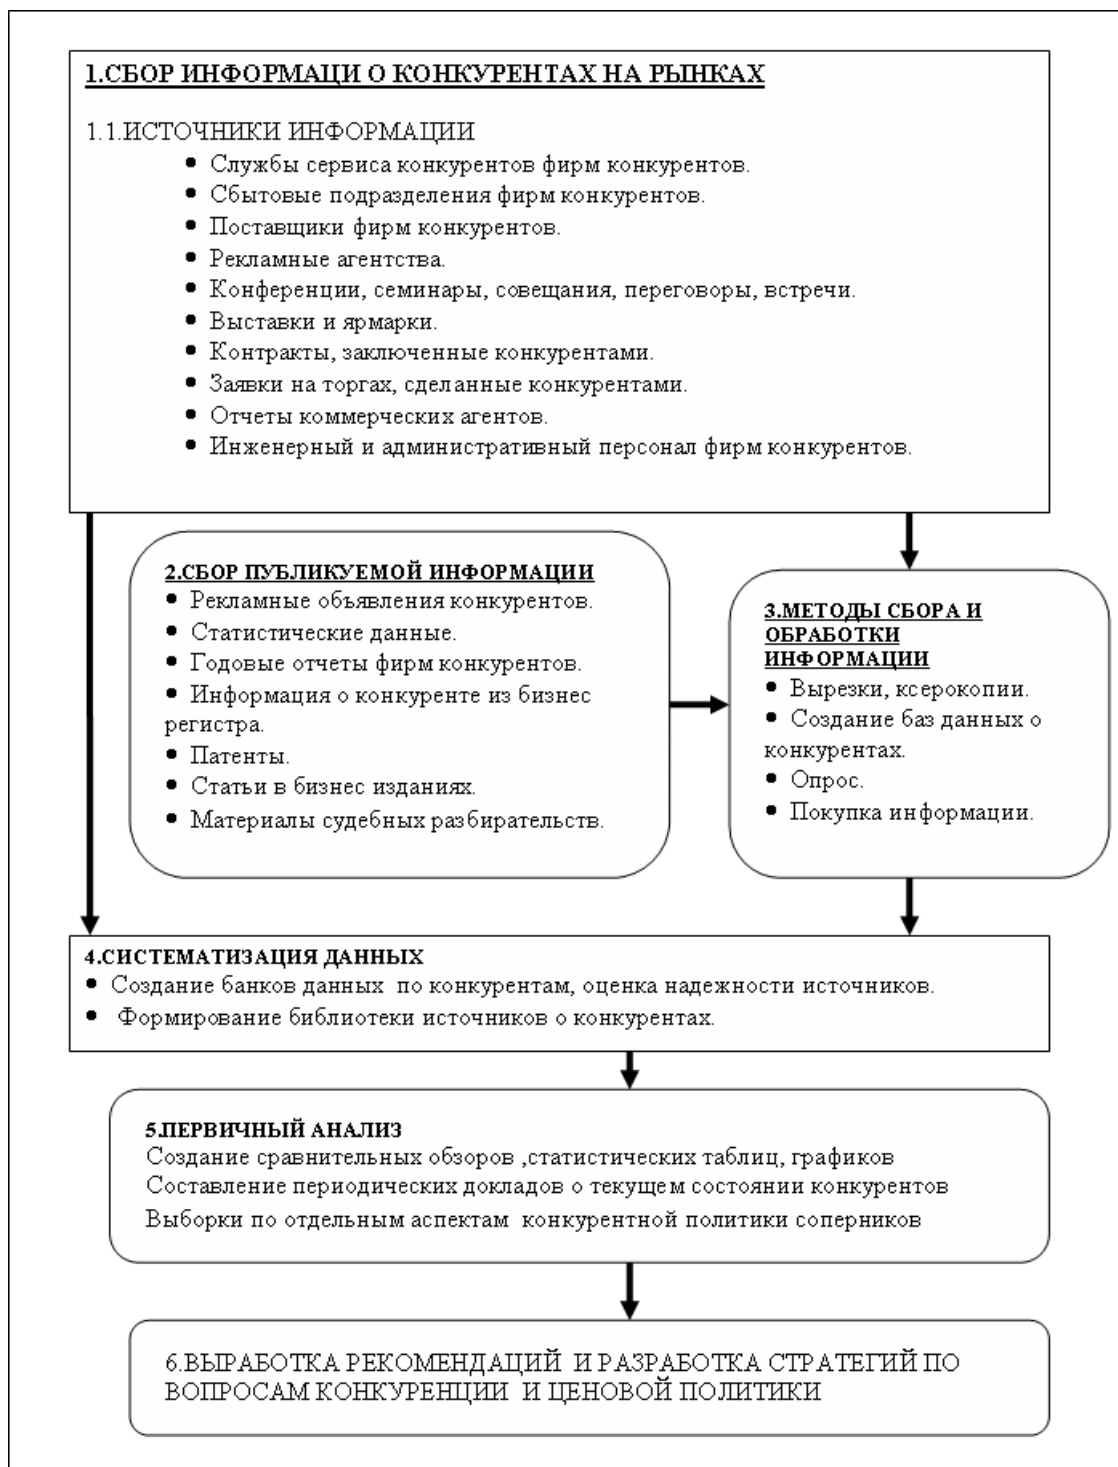 1.СБОР ИНФОРМАЦИ О КОНКУРЕНТАХ НА РЫНКАХ
1.1.ИСТОЧНИКИ ИНФОРМАЦИИ
• Службы сервиса конкурентов фирм конкурентов.
• Сбытовые подразделения фирм конкурентов.
• Поставщики фирм конкурентов.
• Рекламные агентства.
• Конференции, семинары, совещания, переговоры, встречи.
• Выставки и ярмарки.
• Контракты, заключенные конкурентами.
• Заявки на торгах, сделанные конкурентами.
• Отчеты коммерческих агентов.
• Инженерный и административный персонал фирм конкурентов.
2.СБОР ПУБЛИКУЕМОЙ ИНФОРМАЦИИ
• Рекламные обьявления конкурентов.
• Статистические данные.
• Годовые отчеты фирм конкурентов.
• Информация о конкуренте из бизнес
регистра.
• Патенты.
• Статьи в бизнес изданиях.
• Материалы судебных разбирательств.
3.МЕТОДЫ СБОРА И
ОБРАБОТКИ
ИНФОРМАЦИИ
• Вырезки, ксерокопии.
• Создание баз данных о
конкурентах.
• Опрос.
• Покупка информации.
4.СИСТЕМАТИЗАЦИЯ ДАННЫХ
• Создание банков данных по конкурентам, оценка надежности источников.
• Формирование библиотеки источников о конкурентах.
5.ПЕРВИЧНЫЙ АНАЛИЗ
Создание сравнительных обзоров ,статистических таблиц, графиков
Составление периодических докладов о текущем состоянии конкурентов
Выборки по отдельным аспектам конкурентной политики соперников
6.ВЫРАБОТКА РЕКОМЕНДАЦИЙ И РАЗРАБОТКА СТРАТЕГИЙ ПО
ВОПРОСАМ КОНКУРЕНЦИИ И ЦЕНОВОЙ ПОЛИТИКИ